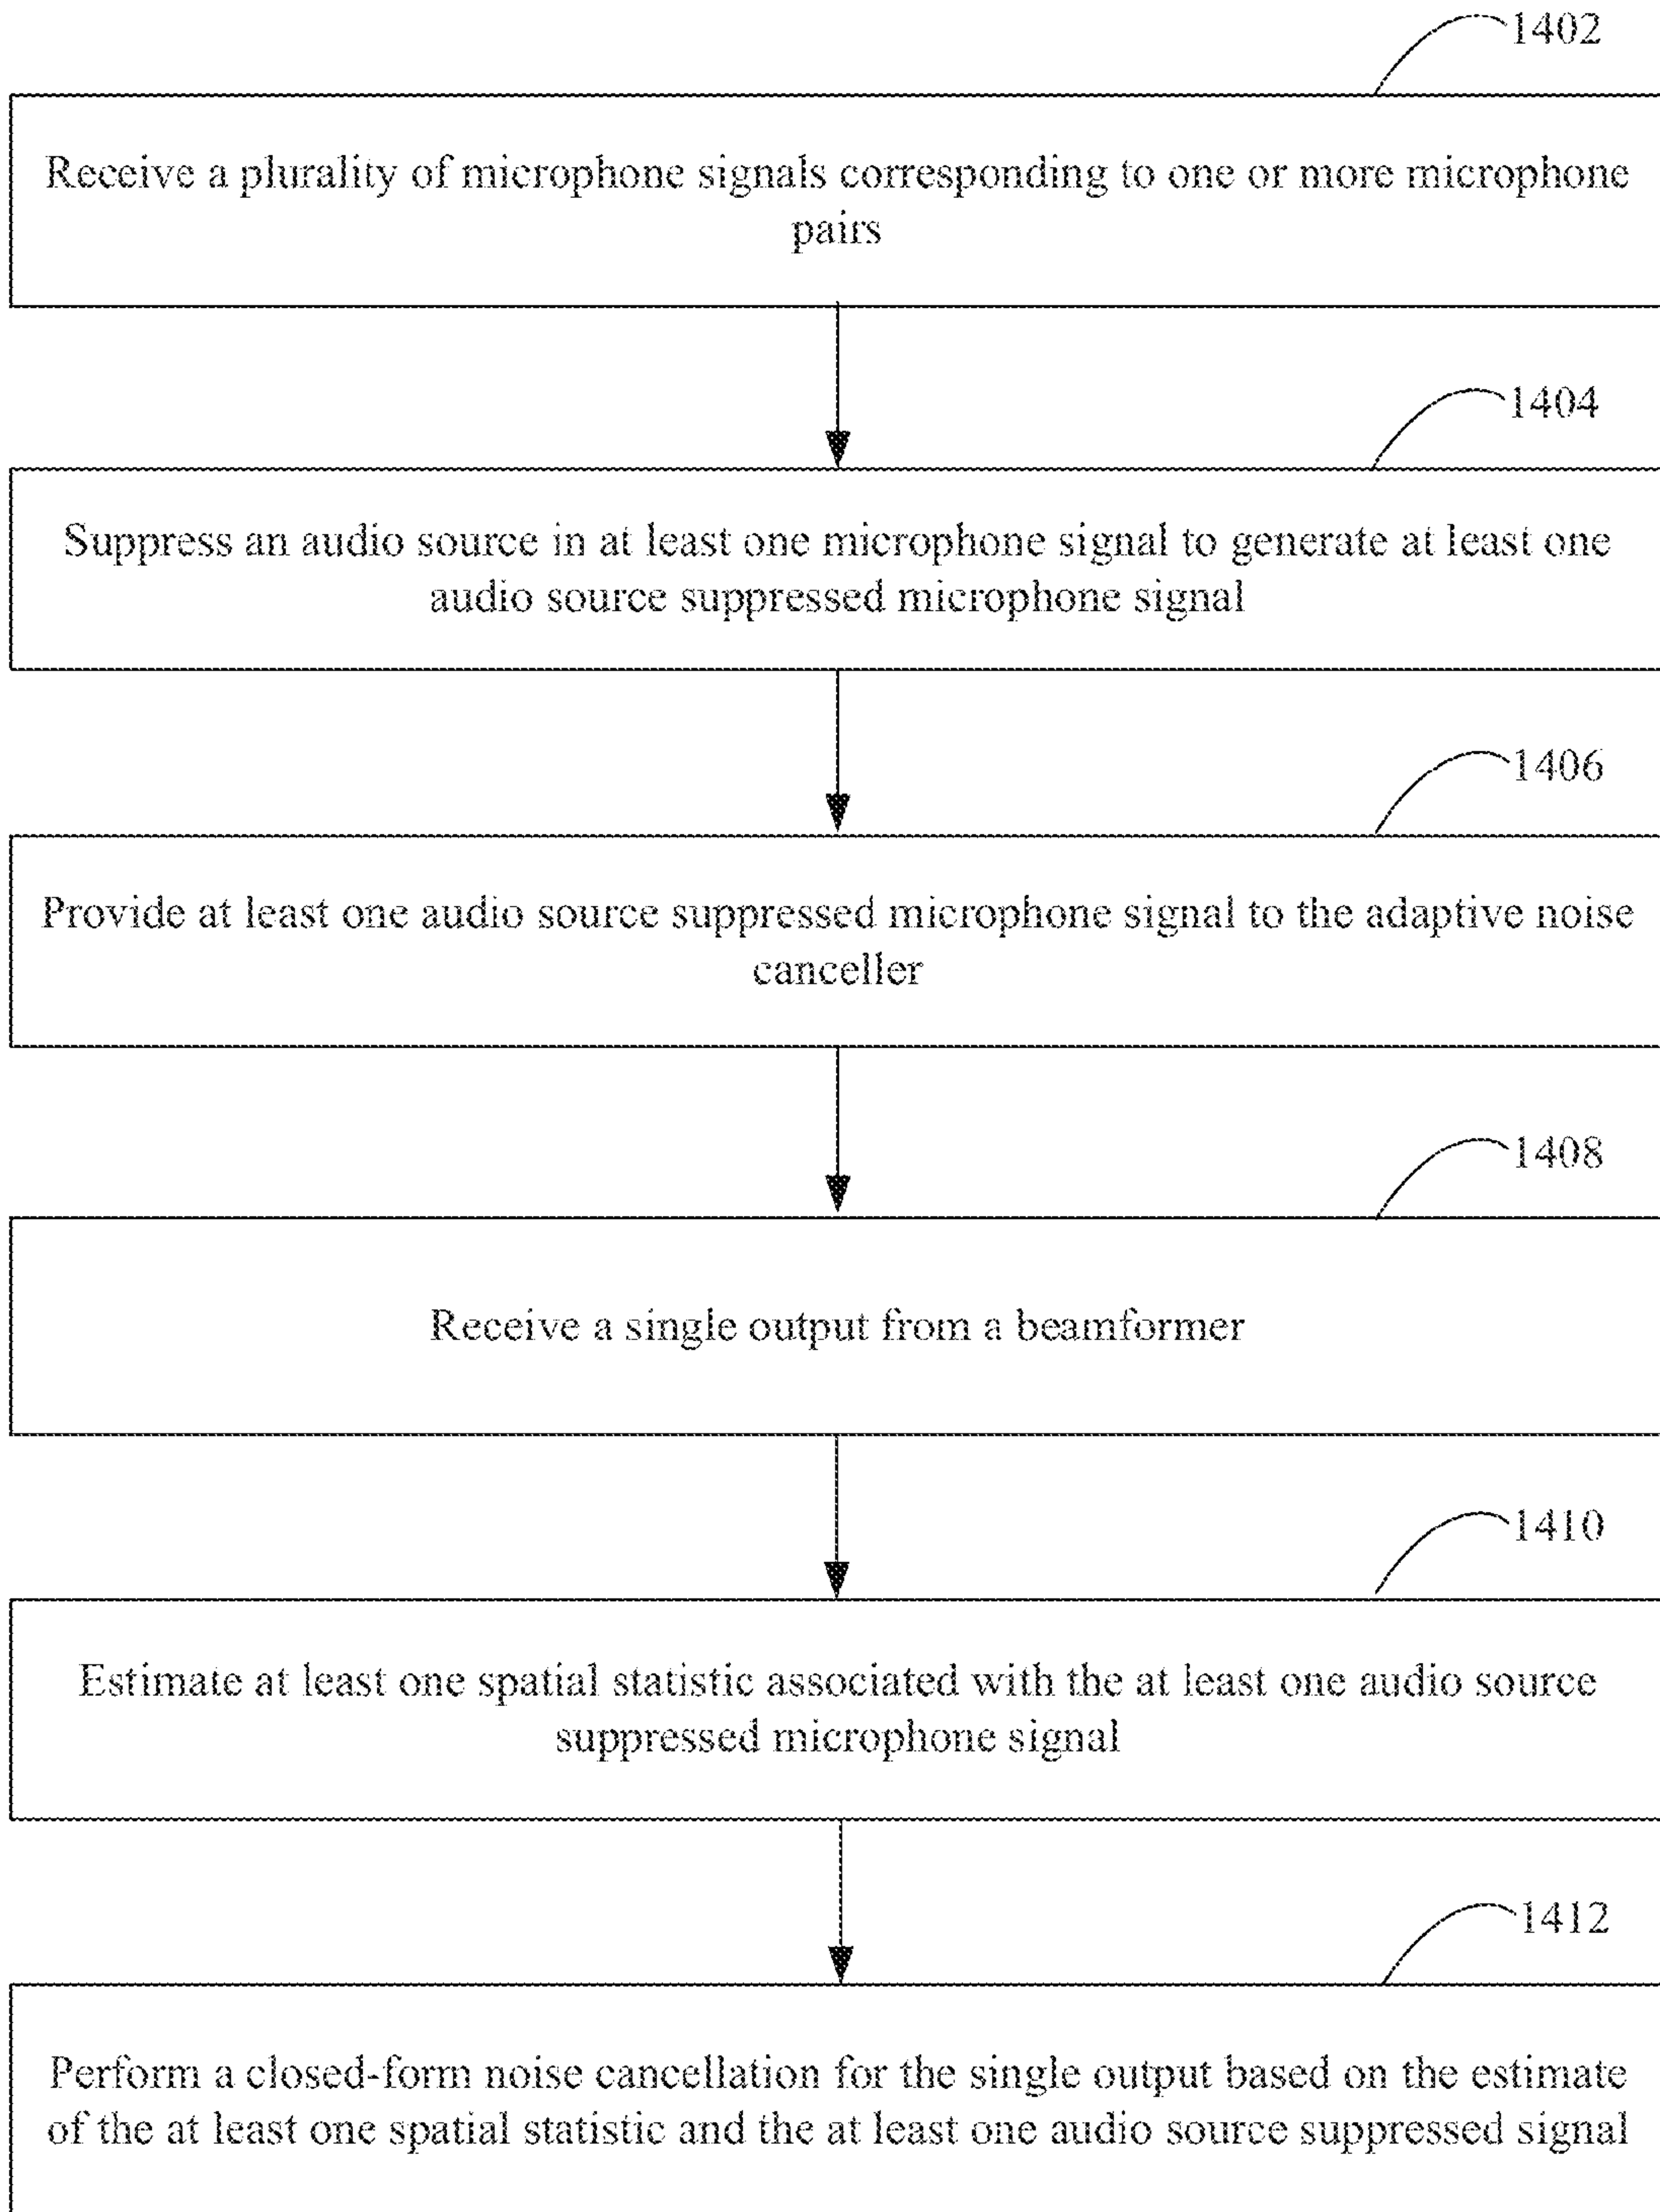 1402
Receive a plurality of microphone signals corresponding to one or more microphone
pairs
1404
Suppress an audio source in at least one microphone signal to generate at least one
audio source suppressed microphone signal
1406
Provide at least one audio source suppressed microphone signal to the adaptive noise
canceller
1408
Receive a single output from a beamformer
1410
Estimate at least one spatial statistic associated with the at least one audio source
suppressed microphone signal
1412
Perform a closed-form noise cancellation for the single output based on the estimate
of the at least one spatial statistic and the at least one audio source suppressed signal